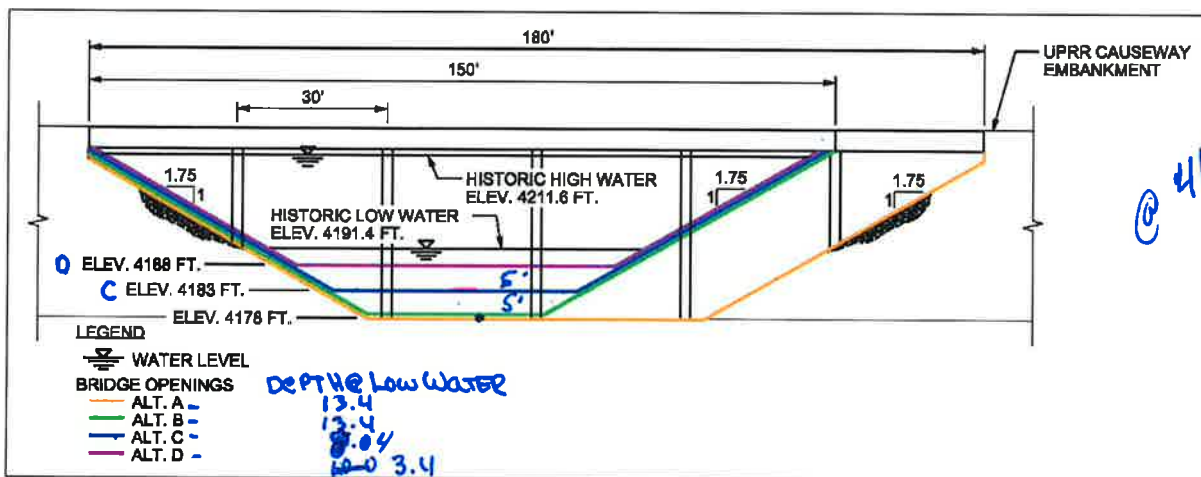 180'
UPRR CAUSEWAY
EMBANKMENT
150'
30'
1.75
1
HISTORIC HIGH WATER
ELEV. 4211.6 FT.
1.75
1
1.75
1
@
HISTORIC LOW WATER
ELEV. 4191.4 FT.
D ELEV. 4188 FT.
5'
C ELEV. 4183 FT.
5'
ELEV. 4178 FT.
LEGEND
WATER LEVEL
BRIDGE OPENINGS DEPTH@ LOW WATER
ALT. A - 13.4
ALT. B - 13.4
ALT. C -
ALT. D - 3.4